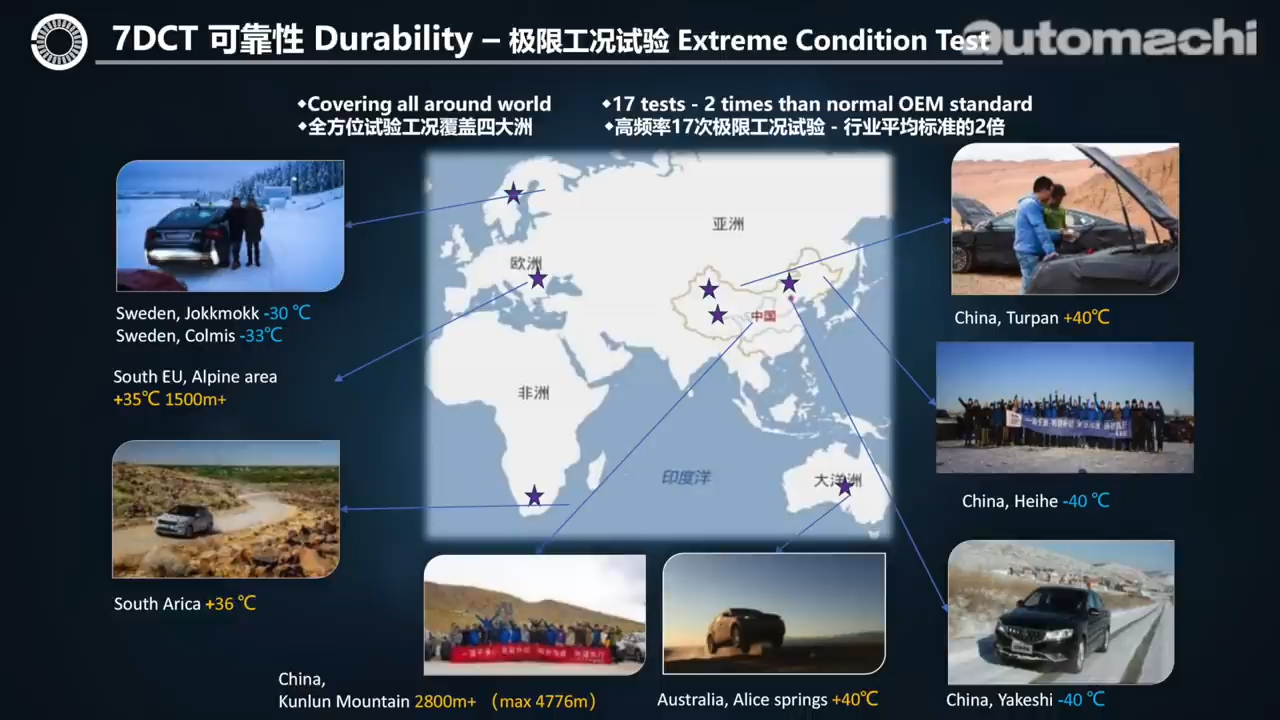 7DCT 可靠性 Durability – 极限工况试验 Extreme Condition Test
automachi
◆Covering all around world
◆全方位试验工况覆盖四大洲
◆17 tests - 2 times than normal OEM standard
◆高频率17次极限工况试验 - 行业平均标准的2倍
Sweden, Jokkmokk -30 ℃
Sweden, Colmis -33℃
South EU, Alpine area
+35℃ 1500m+
South Arica +36 ℃
亚洲
欧洲
中国
非洲
印度洋
大洋洲
China, Turpan +40℃
China, Heihe -40 ℃
China,
Kunlun Mountain 2800m+ （max 4776m）
Australia, Alice springs +40℃
China, Yakeshi -40 ℃